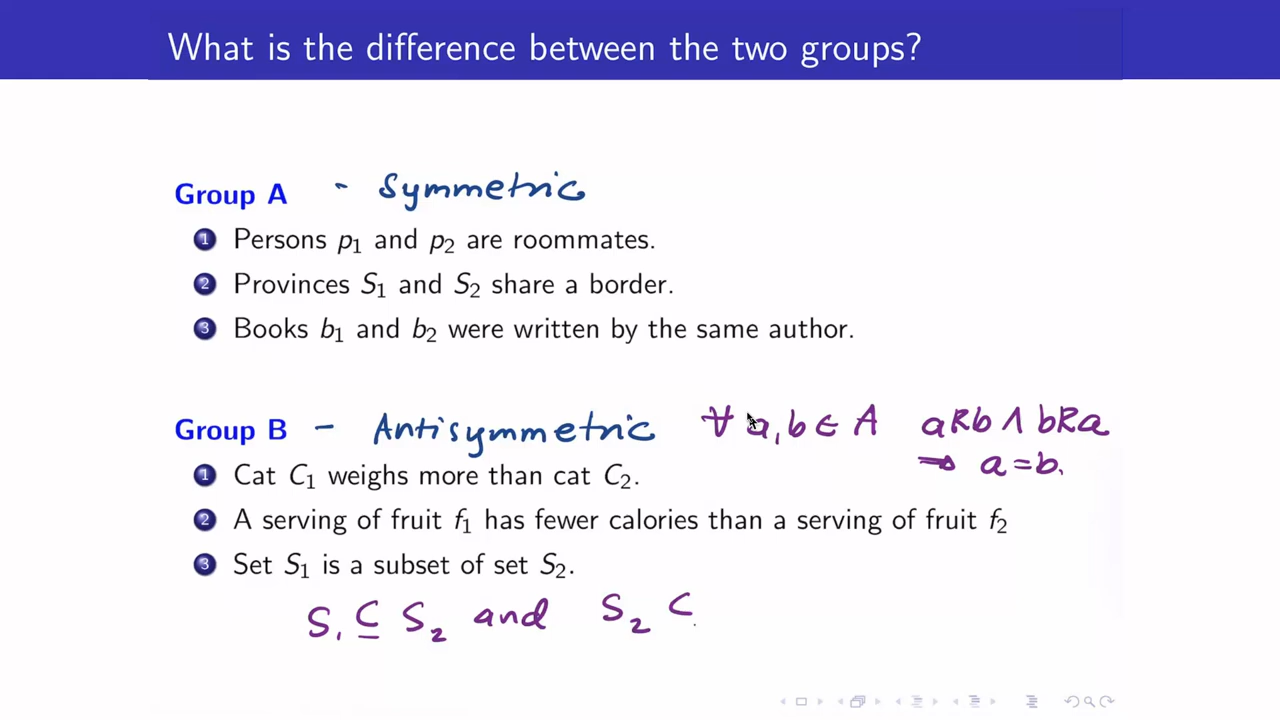 What is the difference between the two groups?
Group A - Symmetric
1 Persons p₁ and p₂ are roommates.
2 Provinces S₁ and S₂ share a border.
3 Books b₁ and b₂ were written by the same author.
Group B - Antisymmetric ∀ a, b ∈ A aRb ∧ bRa
⇒ a = b.
1 Cat C₁ weighs more than cat C₂.
2 A serving of fruit f₁ has fewer calories than a serving of fruit f₂
3 Set S₁ is a subset of set S₂.
S₁ ⊆ S₂ and S₂ ⊂